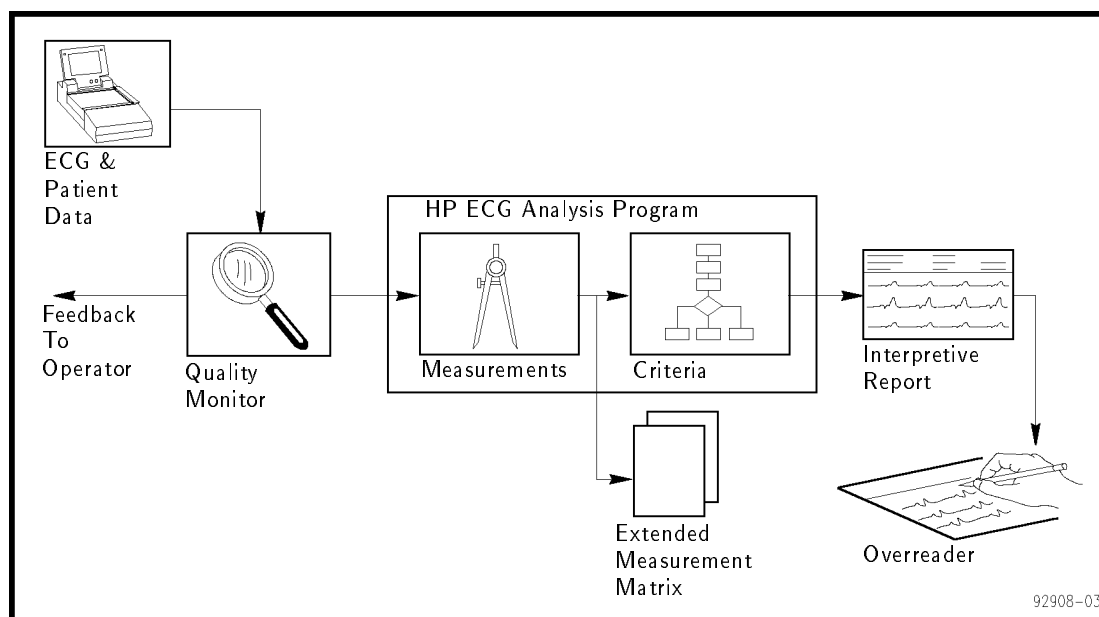 ECG &
Patient
Data
HP ECG Analysis Program
Feedback
To
Operator
Quality
Monitor
Measurements
Criteria
Interpretive
Report
Extended
Measurement
Matrix
Overreader
92908-03